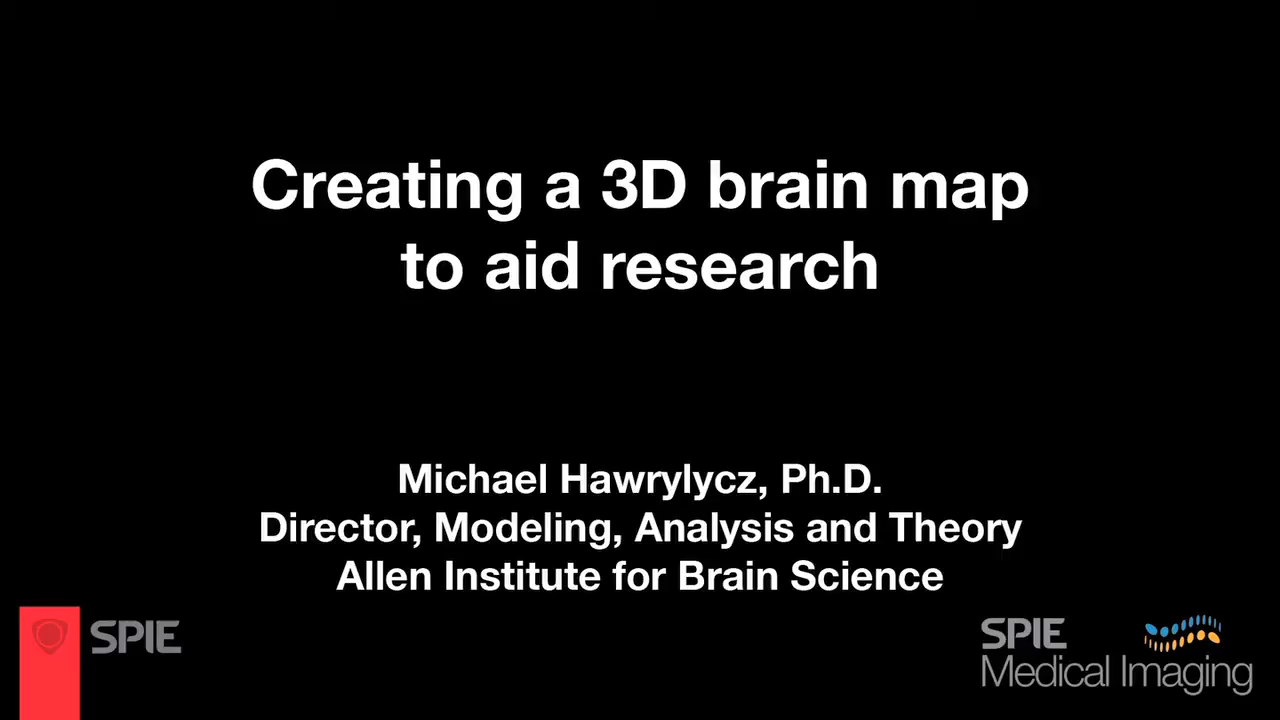 Creating a 3D brain map
to aid research
Michael Hawrylycz, Ph.D.
Director, Modeling, Analysis and Theory
Allen Institute for Brain Science
SPIE
SPIE
Medical Imaging